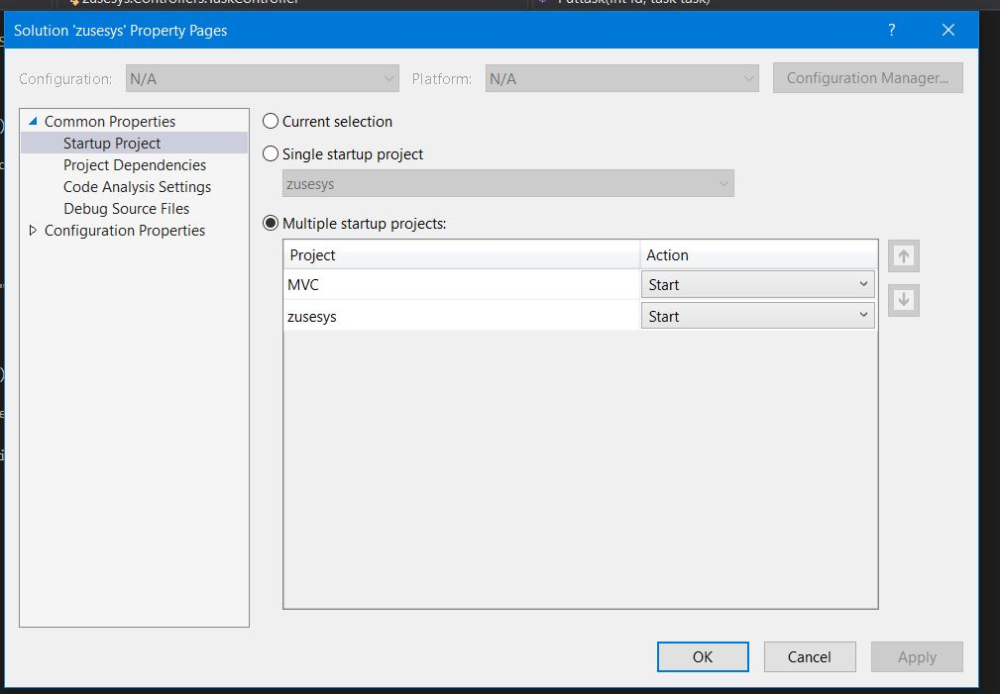 zusesys.Controllers.TaskController
Puttask(int id, task task)
Solution 'zusesys' Property Pages
?
Configuration:
N/A
Platform:
N/A
Configuration Manager...
Common Properties
Startup Project
Project Dependencies
Code Analysis Settings
Debug Source Files
Configuration Properties
Current selection
Single startup project
zusesys
Multiple startup projects:
Project Action
MVC Start
zusesys Start
OK Cancel Apply